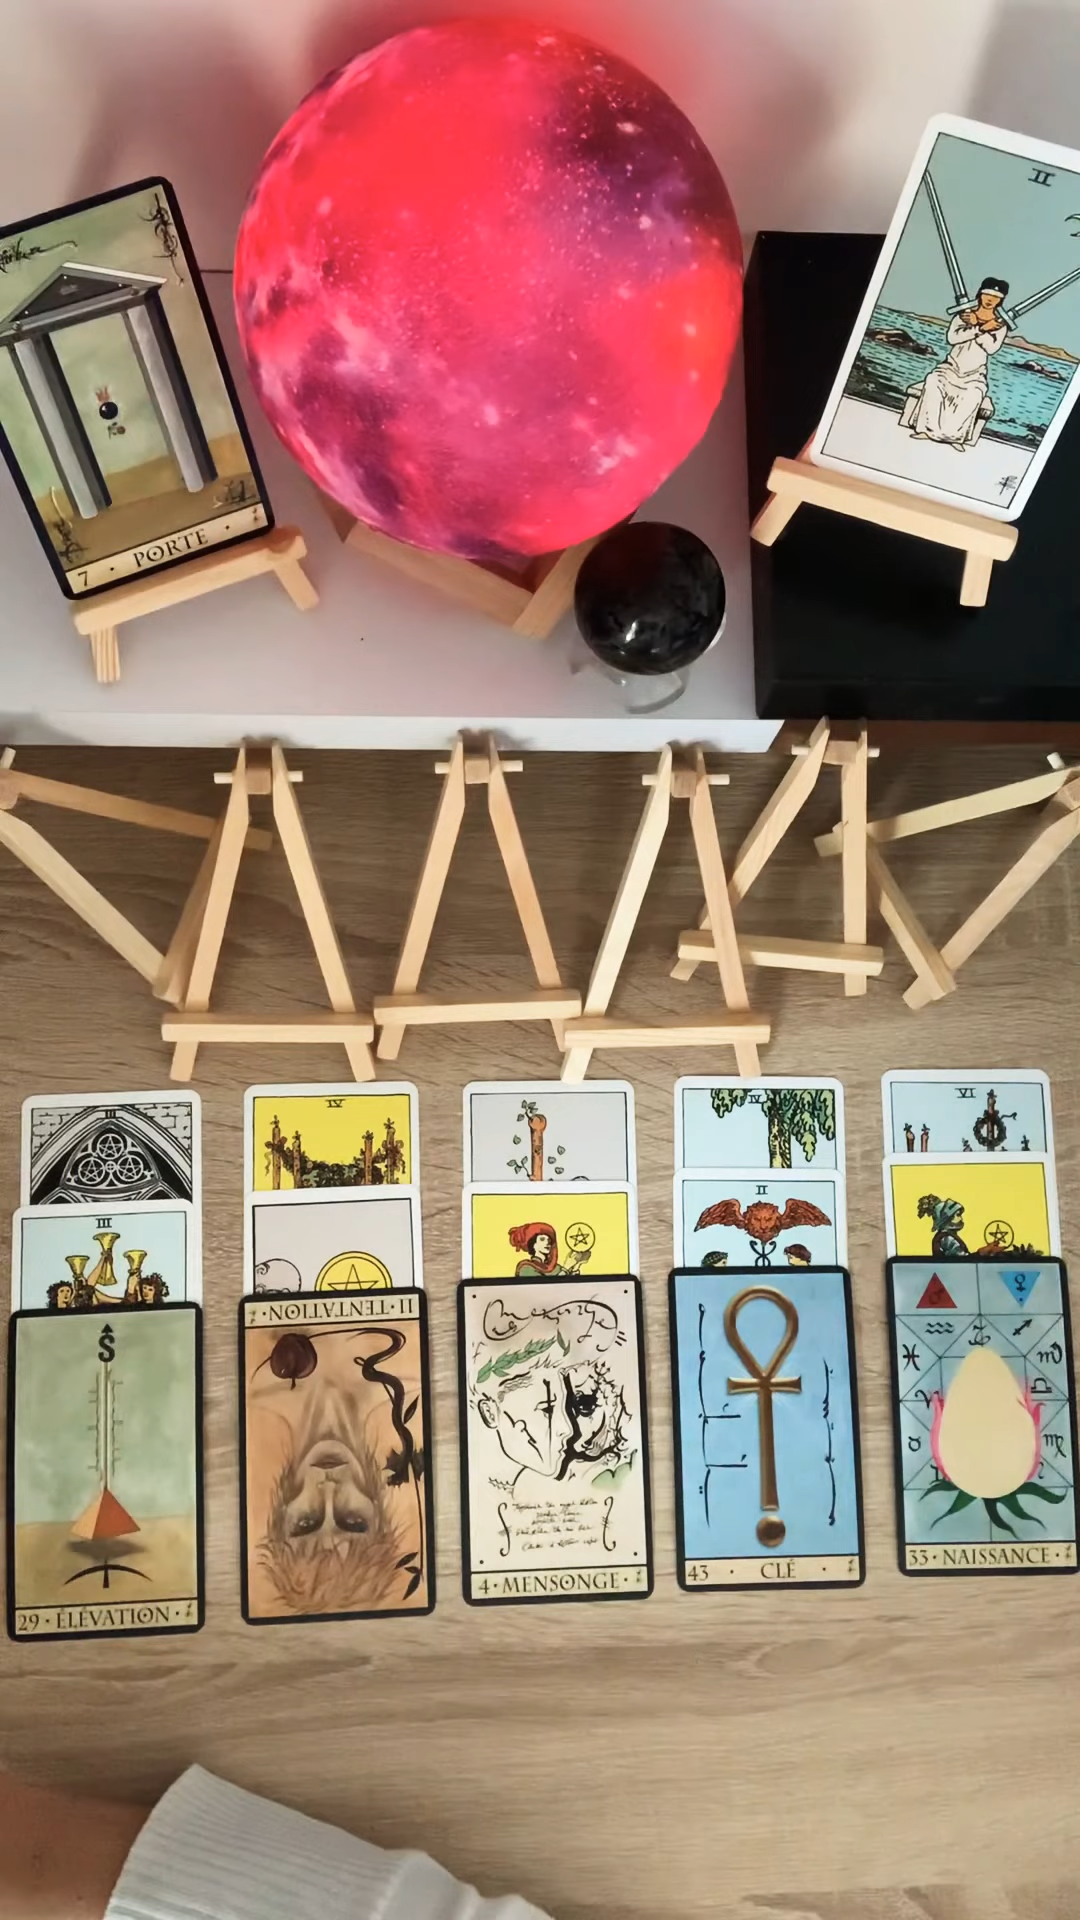 7 · PORTE ·
II
III
IV
IV
VI
III
II
29 · ÉLÉVATION ·
11 · TENTATION ·
Mensonge
4 · MENSONGE ·
43 · CLÉ ·
33 · NAISSANCE ·